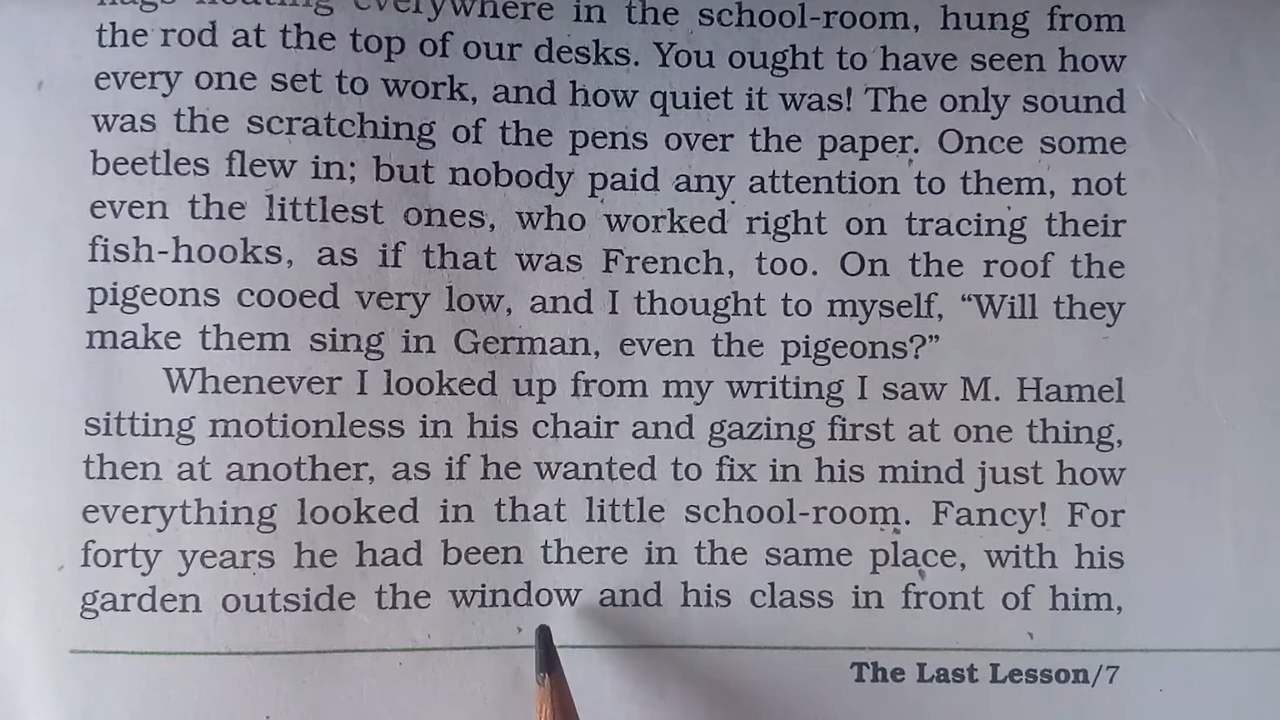 everywhere in the school-room, hung from
the rod at the top of our desks. You ought to have seen how
every one set to work, and how quiet it was! The only sound
was the scratching of the pens over the paper. Once some
beetles flew in; but nobody paid any attention to them, not
even the littlest ones, who worked right on tracing their
fish-hooks, as if that was French, too. On the roof the
pigeons cooed very low, and I thought to myself, “Will they
make them sing in German, even the pigeons?”
Whenever I looked up from my writing I saw M. Hamel
sitting motionless in his chair and gazing first at one thing,
then at another, as if he wanted to fix in his mind just how
everything looked in that little school-room. Fancy! For
forty years he had been there in the same place, with his
garden outside the window and his class in front of him,
The Last Lesson/7